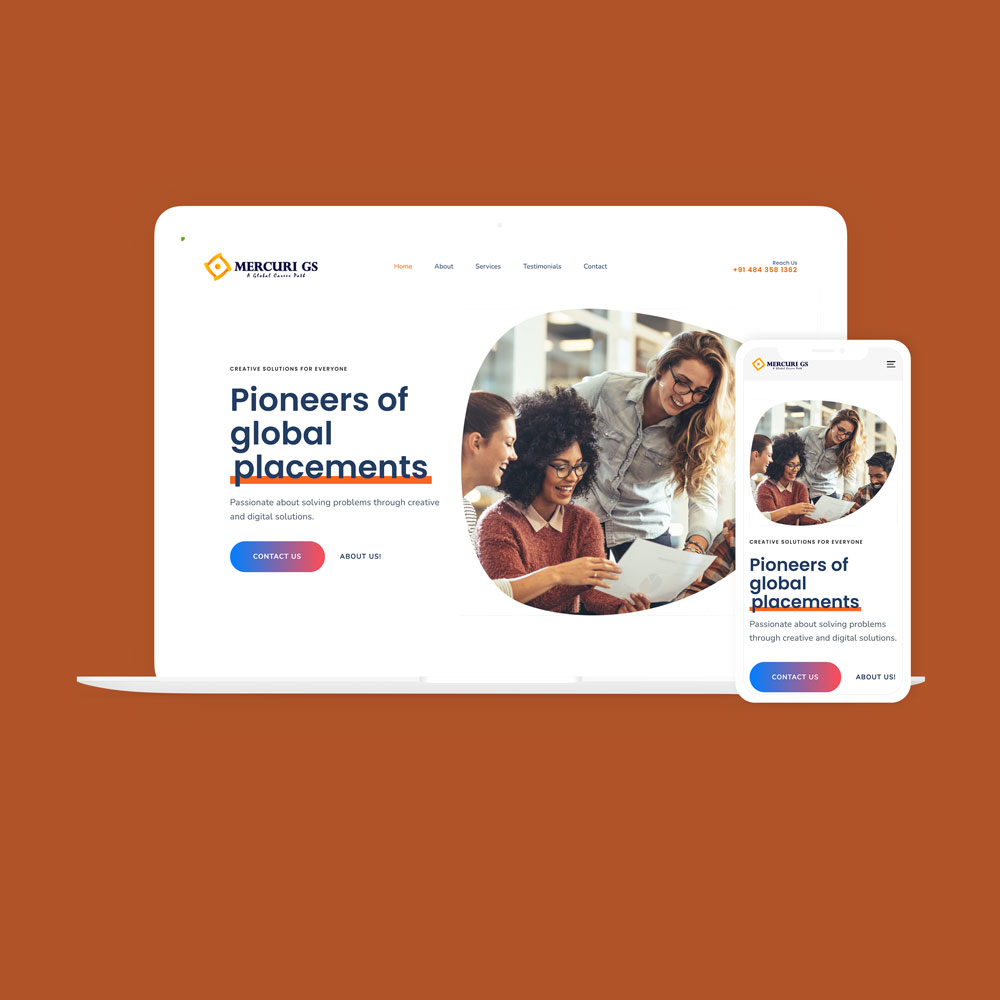 MERCURI GS
A Global Career Path
Home About Services Testimonials Contact
Reach Us
+91 484 358 1362
CREATIVE SOLUTIONS FOR EVERYONE
Pioneers of
global
placements
Passionate about solving problems through creative
and digital solutions.
CONTACT US ABOUT US!
MERCURI GS
A Global Career Path
CREATIVE SOLUTIONS FOR EVERYONE
Pioneers of
global
placements
Passionate about solving problems
through creative and digital solutions.
CONTACT US ABOUT US!